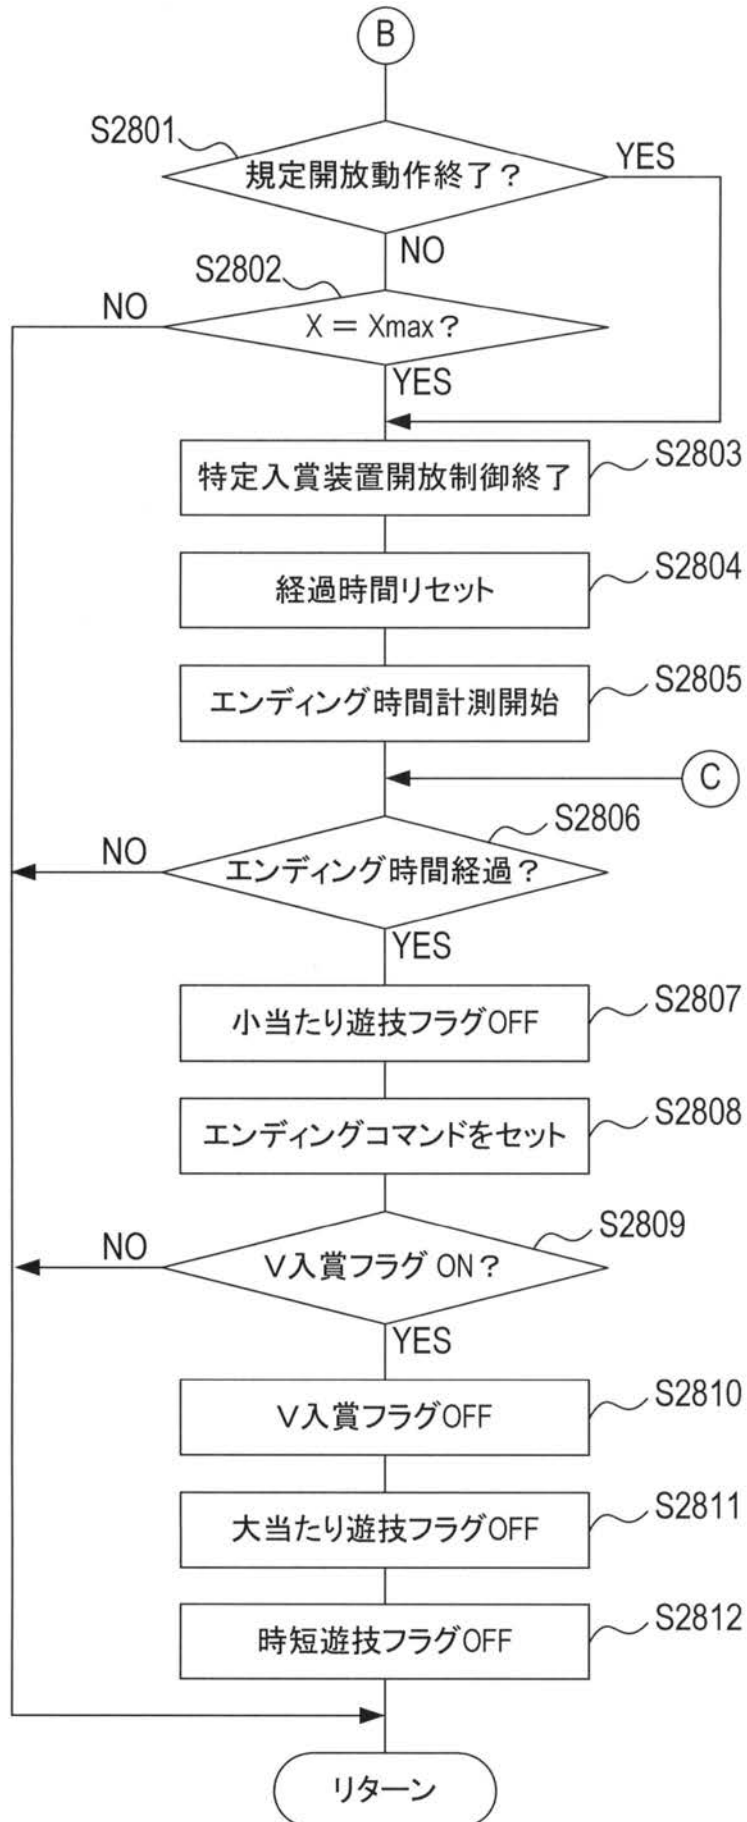 B
S2801
規定開放動作終了？
YES
NO
S2802
NO
X = Xmax？
YES
特定入賞装置開放制御終了
S2803
経過時間リセット
S2804
エンディング時間計測開始
S2805
C
S2806
NO
エンディング時間経過？
YES
小当たり遊技フラグOFF
S2807
エンディングコマンドをセット
S2808
S2809
NO
V入賞フラグ ON？
YES
V入賞フラグOFF
S2810
大当たり遊技フラグOFF
S2811
時短遊技フラグOFF
S2812
リターン